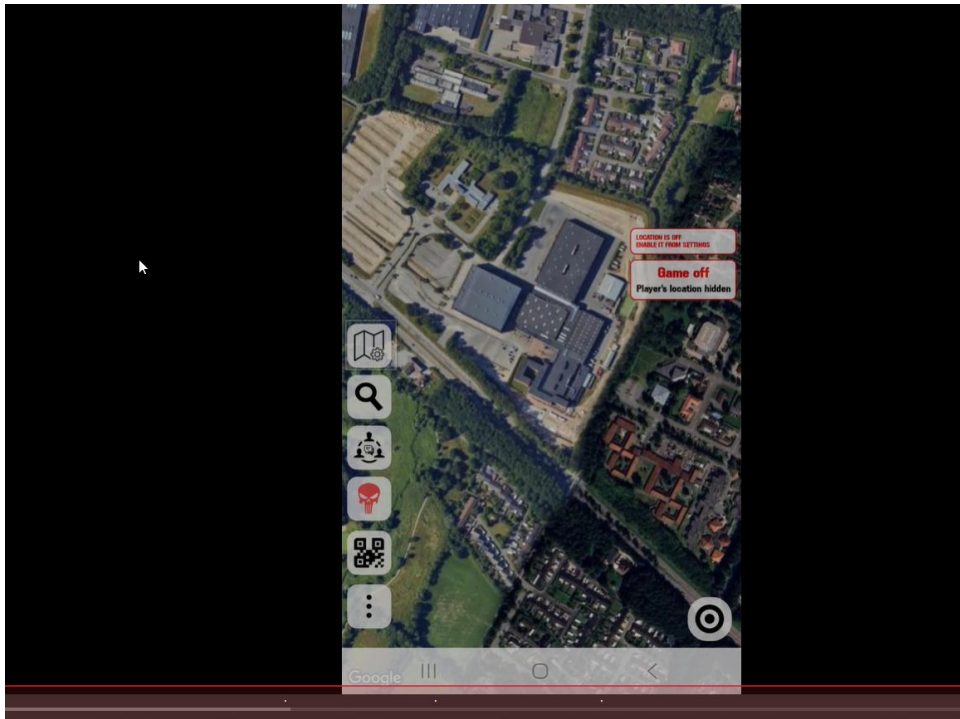 LOCATION IS OFF
ENABLE IT FROM SETTINGS
Game off
Player's location hidden
Google